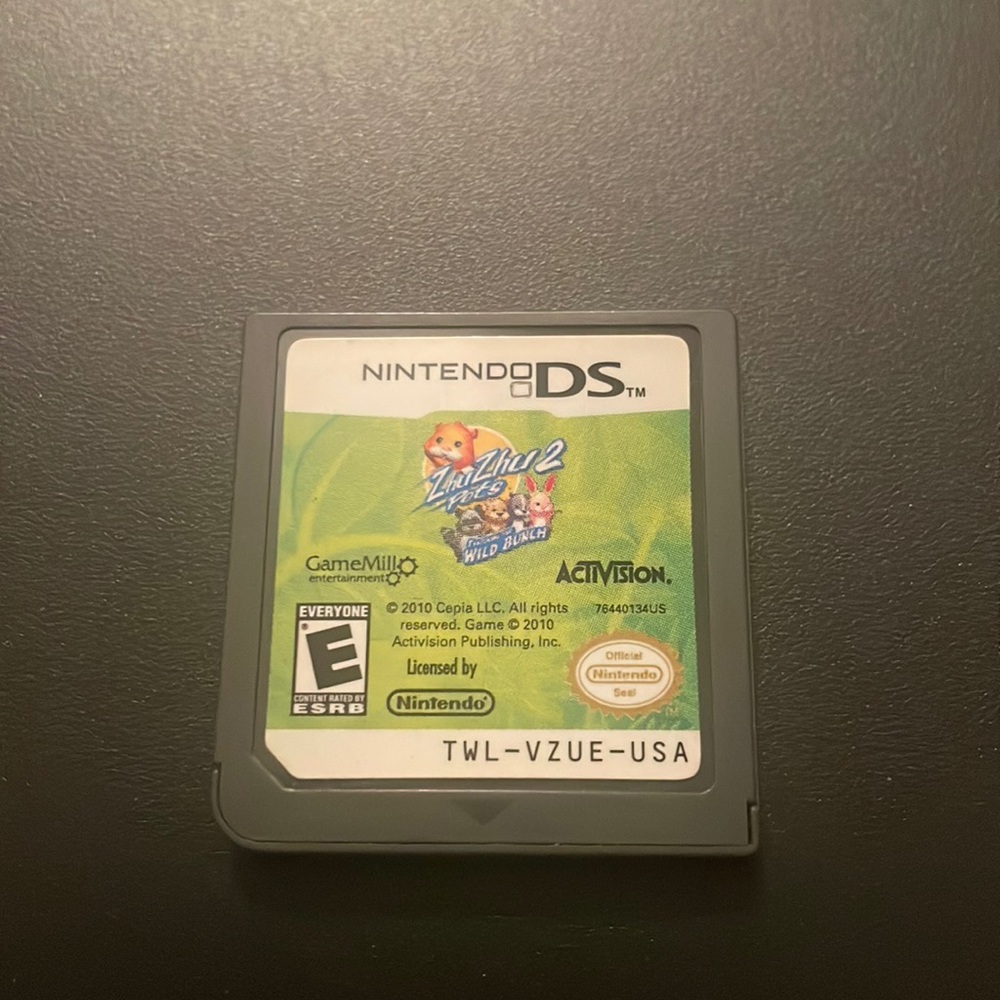 NINTENDO DS™
ZhuZhu 2
Pets
WILD BUNCH
GameMill
entertainment
ACTIVISION.
EVERYONE
E
CONTENT RATED BY
ESRB
© 2010 Cepia LLC. All rights
reserved. Game © 2010
Activision Publishing, Inc.
Licensed by
Nintendo®
76440134US
Official
Nintendo
Seal
TM
TWL-VZUE-USA